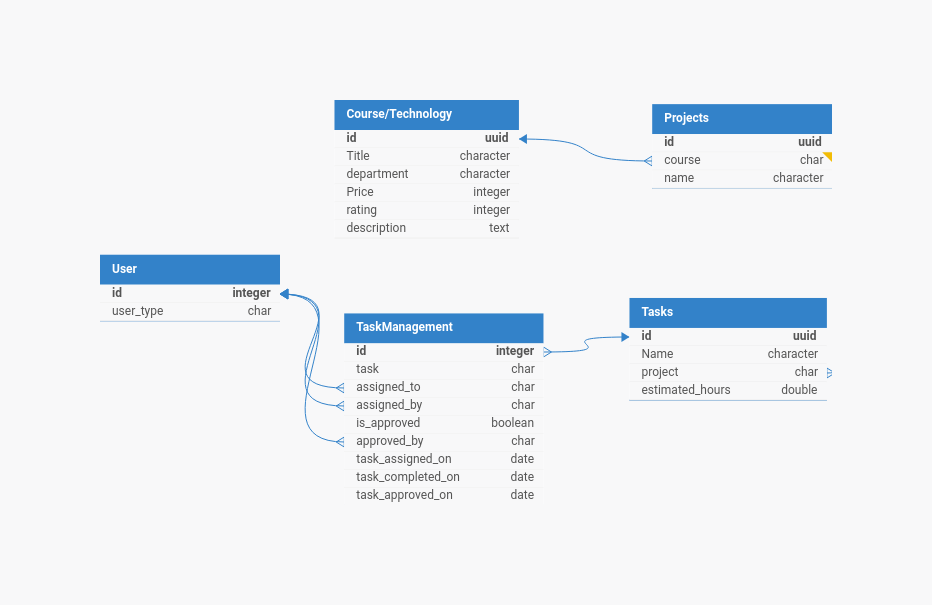 Course/Technology
id uuid
Title character
department character
Price integer
rating integer
description text
Projects
id uuid
course char
name character
User
id integer
user_type char
TaskManagement
id integer
task char
assigned_to char
assigned_by char
is_approved boolean
approved_by char
task_assigned_on date
task_completed_on date
task_approved_on date
Tasks
id uuid
Name character
project char
estimated_hours double